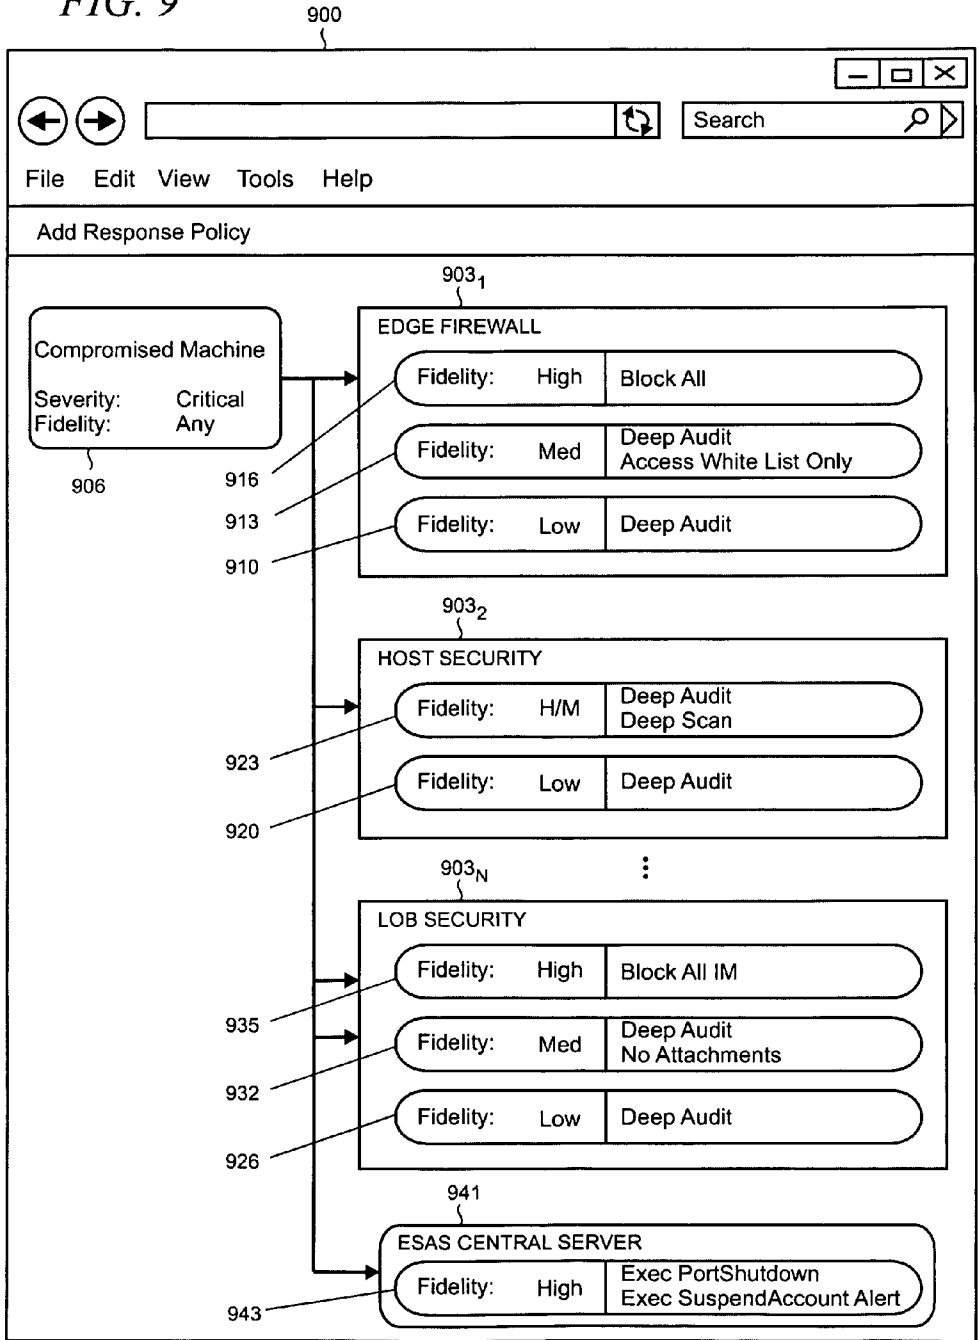 FIG. 9
900
Search
File Edit View Tools Help
Add Response Policy
903₁
EDGE FIREWALL
Compromised Machine
Severity: Critical
Fidelity: Any
906
Fidelity: High Block All
916
Fidelity: Med Deep Audit
Access White List Only
913
Fidelity: Low Deep Audit
910
903₂
HOST SECURITY
Fidelity: H/M Deep Audit
Deep Scan
923
Fidelity: Low Deep Audit
920
903N
LOB SECURITY
Fidelity: High Block All IM
935
Fidelity: Med Deep Audit
No Attachments
932
Fidelity: Low Deep Audit
926
941
ESAS CENTRAL SERVER
Fidelity: High Exec PortShutdown
Exec SuspendAccount Alert
943